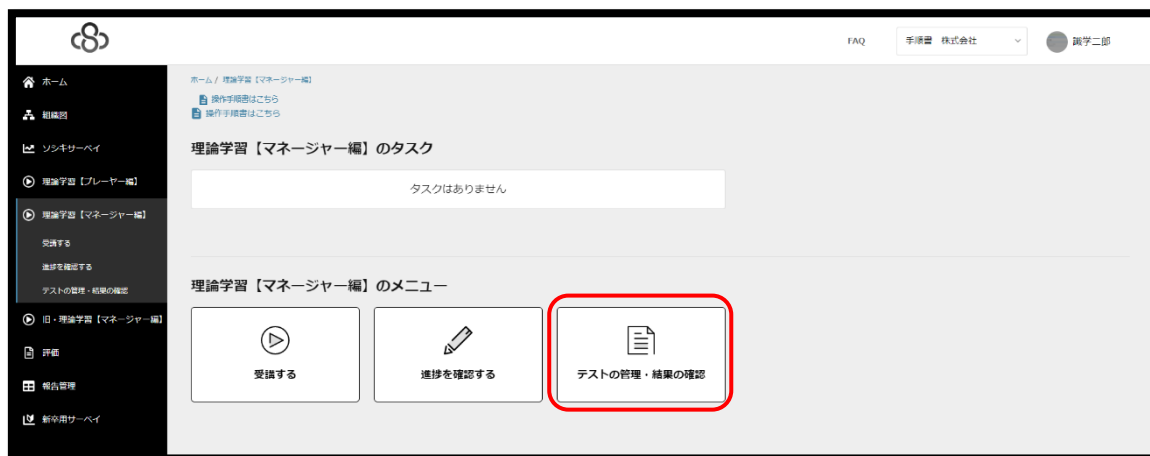 FAQ
手順書 株式会社
識学二郎
ホーム
組織図
ソシキサーベイ
理論学習【プレーヤー編】
理論学習【マネージャー編】
受講する
進捗を確認する
テストの管理・結果の確認
旧・理論学習【マネージャー編】
評価
報告管理
新卒用サーベイ
ホーム / 理論学習【マネージャー編】
操作手順書はこちら
操作手順書はこちら
理論学習【マネージャー編】のタスク
タスクはありません
理論学習【マネージャー編】のメニュー
受講する
進捗を確認する
テストの管理・結果の確認